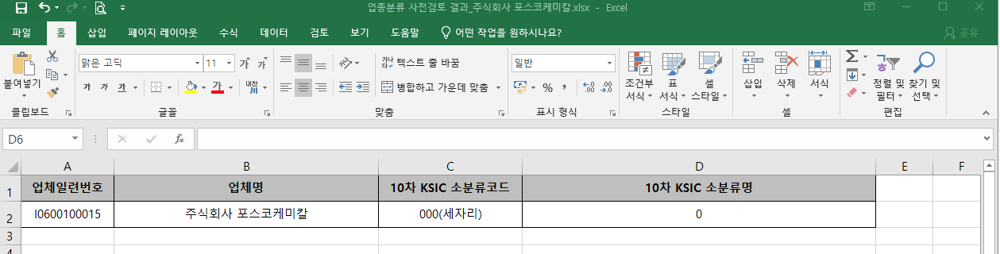 업종분류 사전검토 결과_주식회사 포스코케미칼.xlsx - Excel
파일 홈 삽입 페이지 레이아웃 수식 데이터 검토 보기 도움말 어떤 작업을 원하시나요? 공유
맑은 고딕 11 가 가 텍스트 줄 바꿈 일반
붙여넣기 가 가 가 내천 병합하고 가운데 맞춤 % , 조건부 서식 표 서식 셀 스타일 삽입 삭제 서식 Σ 정렬 및 필터 찾기 및 선택
클립보드 글꼴 맞춤 표시 형식 스타일 셀 편집
D6 fx
A B C D E F
1 업체일련번호 업체명 10차 KSIC 소분류코드 10차 KSIC 소분류명
2 I0600100015 주식회사 포스코케미칼 000(세자리) 0
3
4